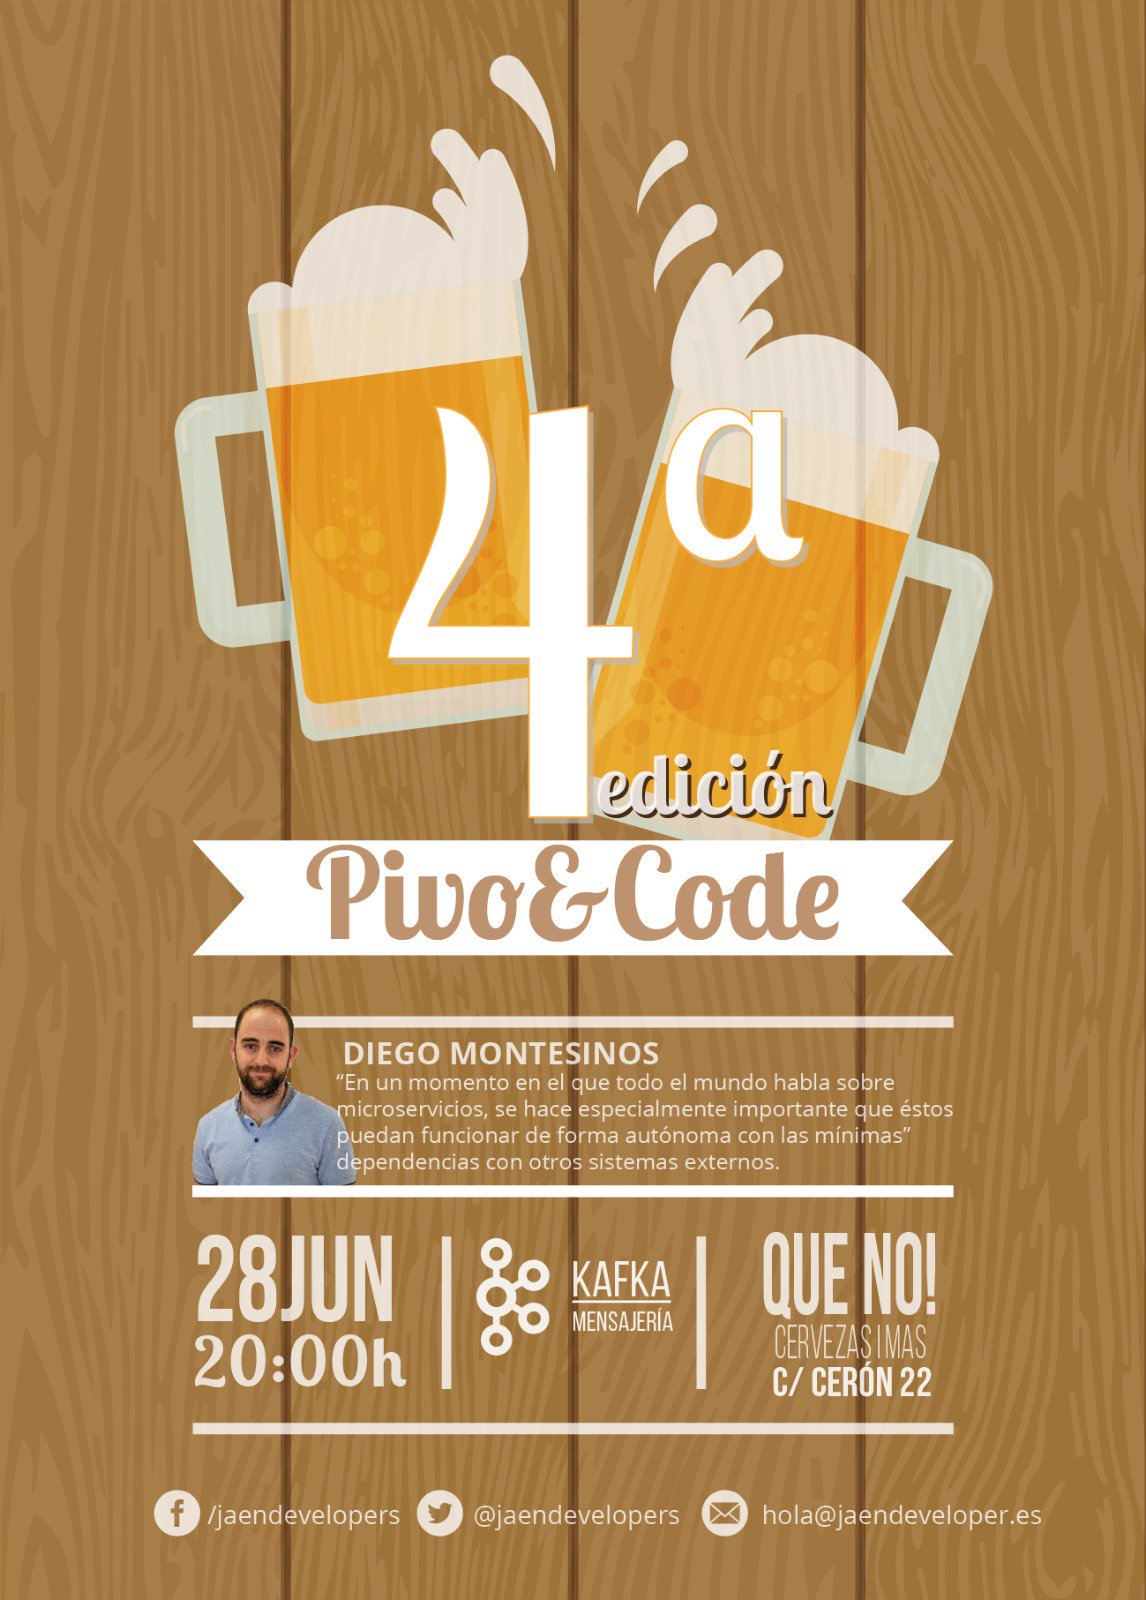 4ª
edición
Pivo&Code
DIEGO MONTESINOS
“En un momento en el que todo el mundo habla sobre
microservicios, se hace especialmente importante que éstos
puedan funcionar de forma autónoma con las mínimas”
dependencias con otros sistemas externos.
28JUN
20:00h
KAFKA
MENSAJERÍA
QUE NO!
CERVEZAS I MAS
C/ CERÓN 22
/jaendevelopers
@jaendevelopers
hola@jaendeveloper.es